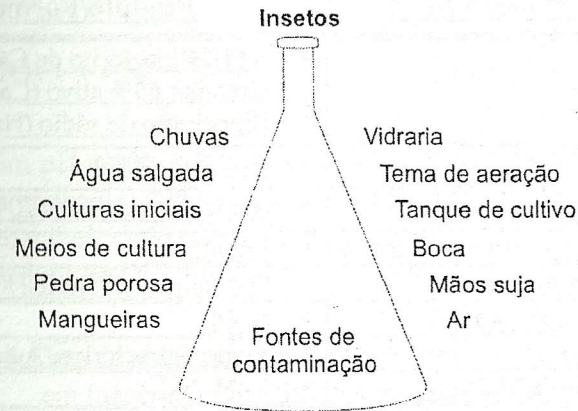 Insetos
Chuvas
Água salgada
Culturas iniciais
Meios de cultura
Pedra porosa
Mangueiras
Vidraria
Tema de aeração
Tanque de cultivo
Boca
Mãos suja
Ar
Fontes de
contaminação